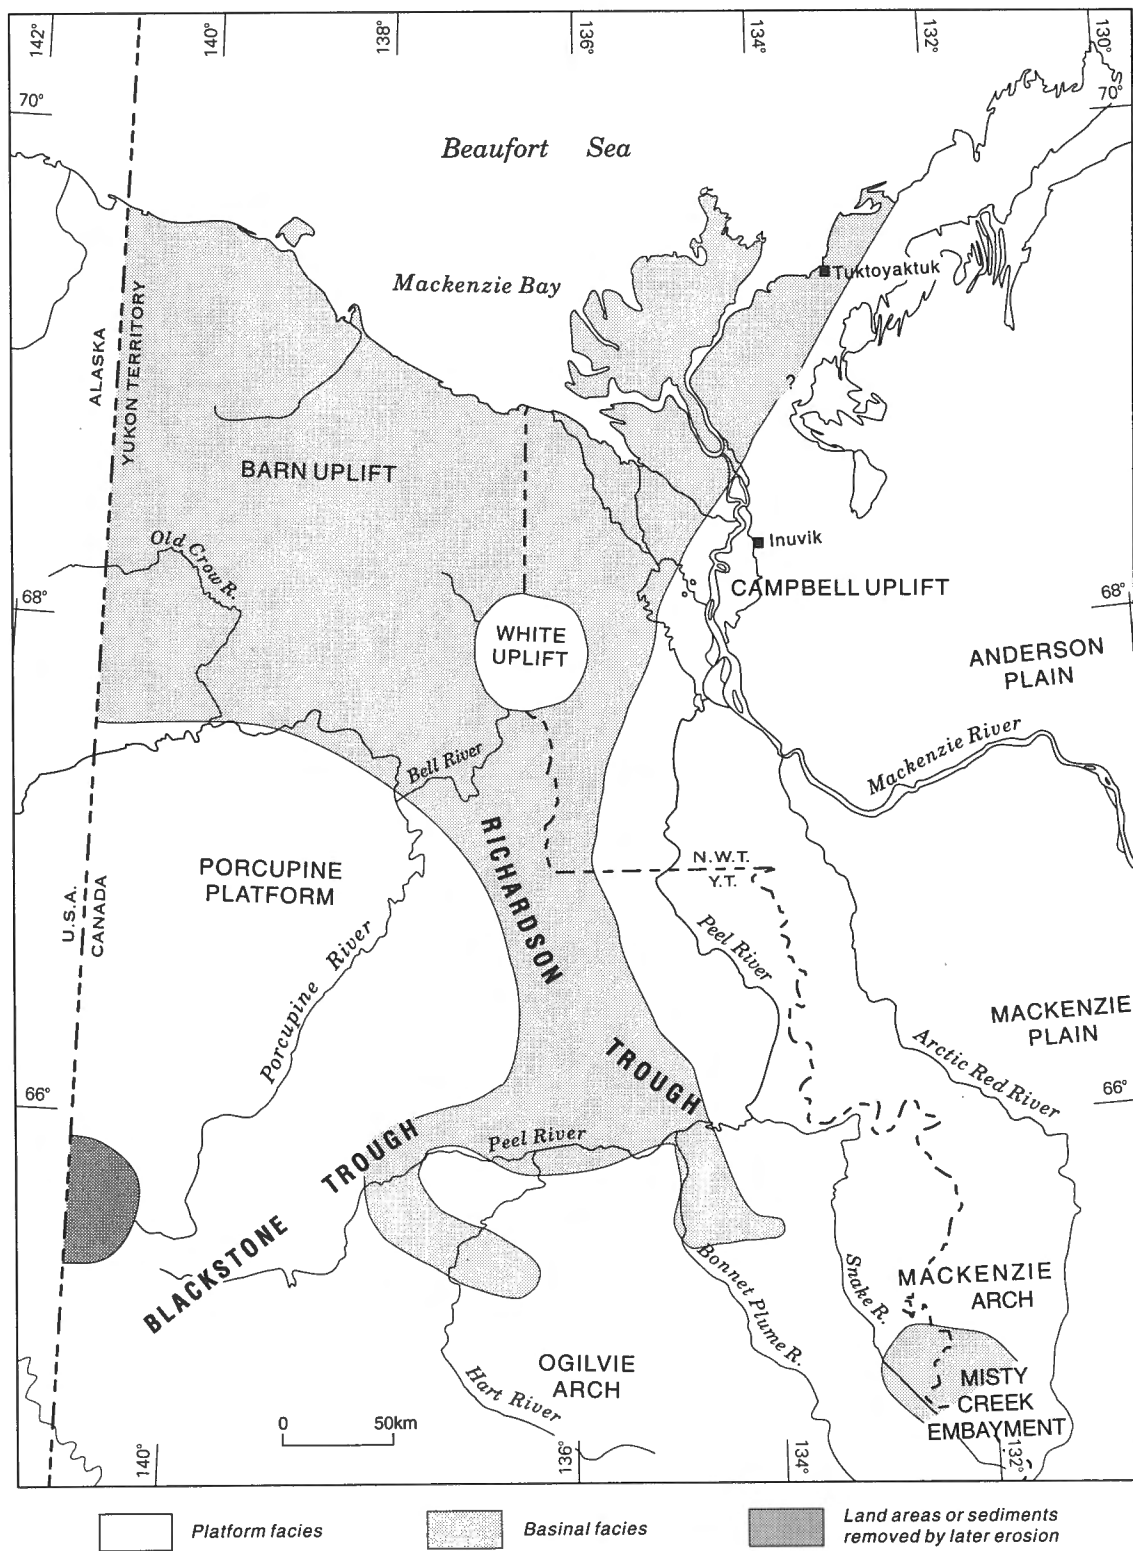 142°
140°
138°
136°
134°
132°
130°
70°
70°
Beaufort Sea
Mackenzie Bay
Tuktoyaktuk
ALASKA
YUKON TERRITORY
?
BARN UPLIFT
Old Crow R.
Inuvik
CAMPBELL UPLIFT
68°
68°
WHITE
UPLIFT
ANDERSON
PLAIN
Mackenzie River
Bell River
RICHARDSON
PORCUPINE
PLATFORM
N.W.T.
Y.T.
U.S.A.
CANADA
Peel River
Porcupine River
MACKENZIE
PLAIN
TROUGH
Arctic Red River
66°
66°
TROUGH
Peel River
BLACKSTONE
Bonnet Plume R.
Snake R.
MACKENZIE
ARCH
OGILVIE
ARCH
Hart River
MISTY
CREEK
EMBAYMENT
0 50km
140°
136°
134°
132°
Platform facies
Basinal facies
Land areas or sediments
removed by later erosion